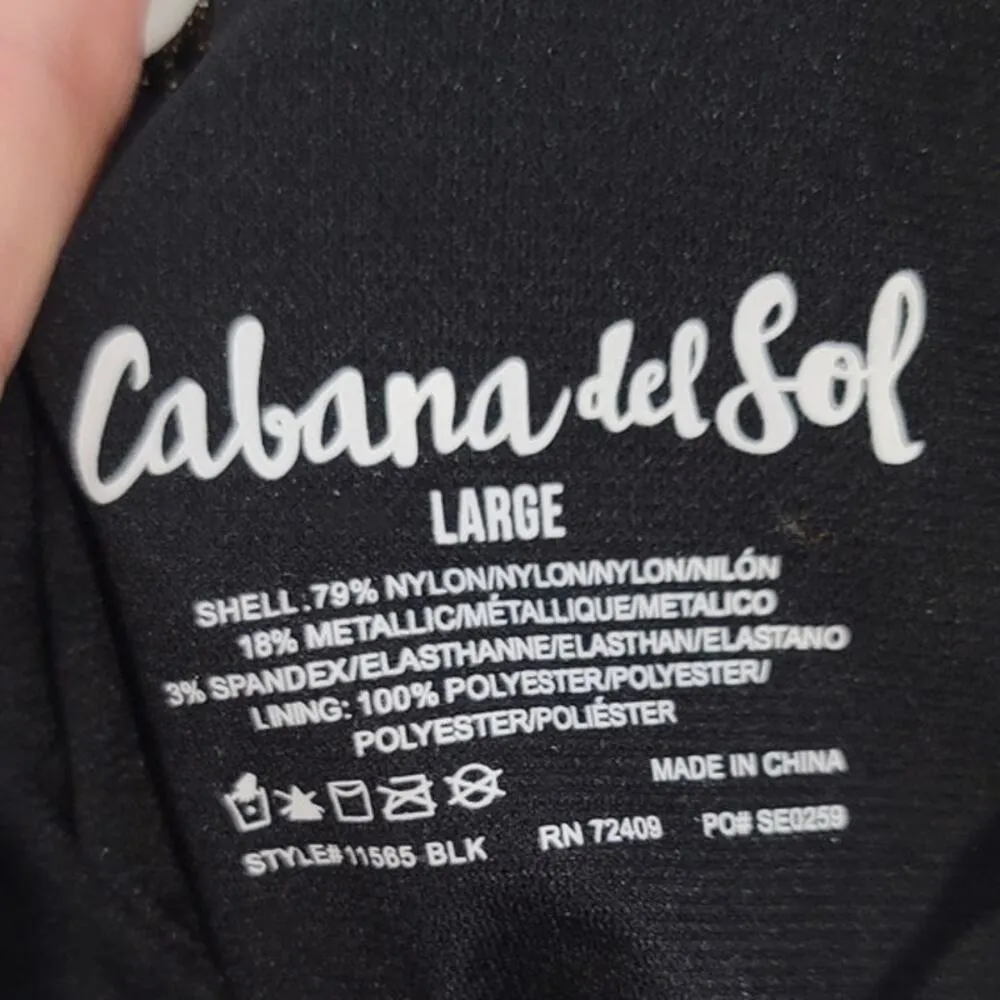 Cabana del Sol
LARGE
SHELL.79% NYLON/NYLON/NYLON/NILÓN
18% METALLIC/MÉTALLIQUE/METALICO
3% SPANDEX/ELASTHANNE/ELASTHAN/ELASTANO
LINING: 100% POLYESTER/POLYESTER/
POLYESTER/POLIÉSTER
MADE IN CHINA
STYLE# 11565 BLK RN 72409 PO# SE0259